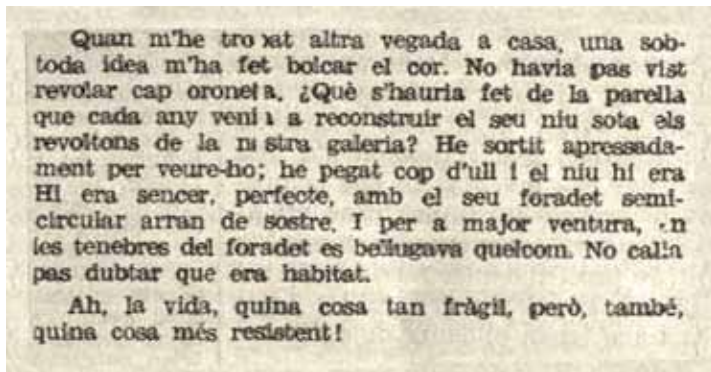 Quan m'he troxat altra vegada a casa, una sob-
toda idea m'ha fet bolcar el cor. No havia pas vist
revolar cap oroneta. ¿Què s'hauria fet de la parella
que cada any venia a reconstruir el seu niu sota els
revoltons de la nostra galeria? He sortit apressada-
ment per veure-ho; he pegat cop d'ull i el niu hi era
Hi era sencer, perfecte, amb el seu foradet semi-
circular arran de sostre. I per a major ventura, en
les tenebres del foradet es bellugava quelcom. No calia
pas dubtar que era habitat.
Ah, la vida, quina cosa tan fràgil, però, també,
quina cosa més resistent!